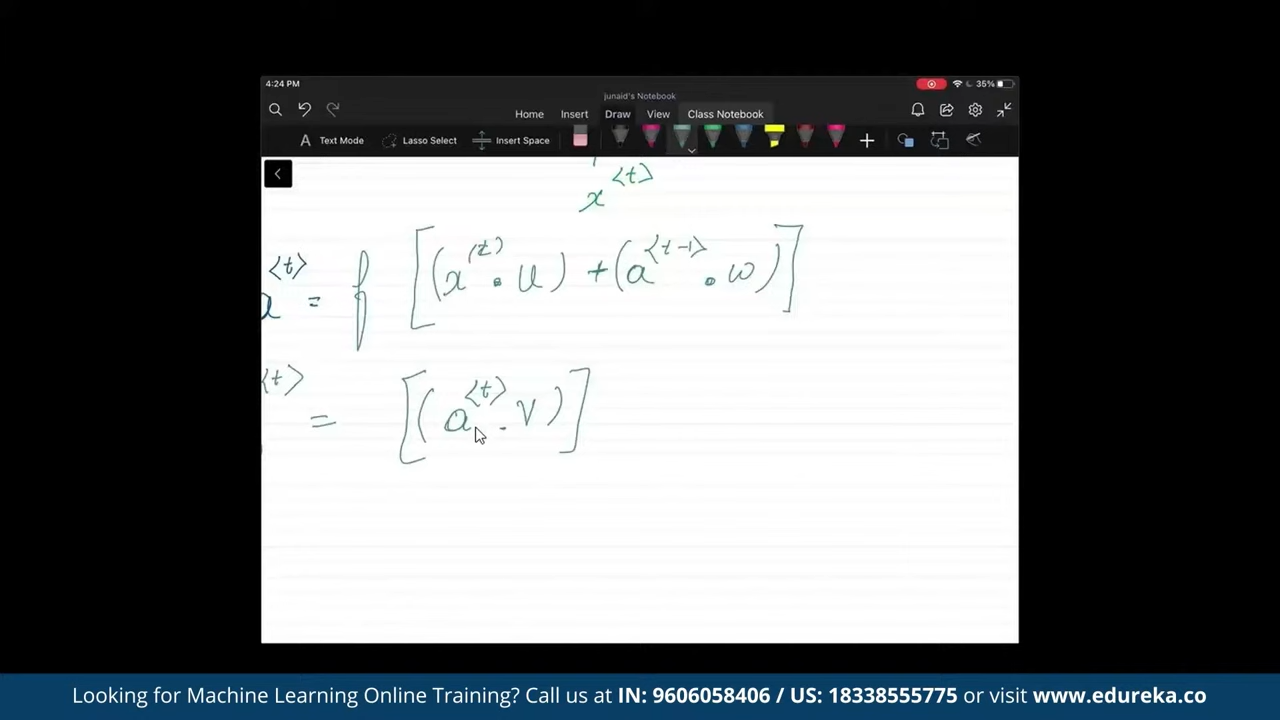 4:24 PM
35%
junaid's Notebook
Home Insert Draw View Class Notebook
Text Mode Lasso Select Insert Space
x^<t>
a^<t> = f [(x^(t) . U) + (a^<t-1> . w)]
<t> = [(a^<t> . V)]
Looking for Machine Learning Online Training? Call us at IN: 9606058406 / US: 18338555775 or visit www.edureka.co